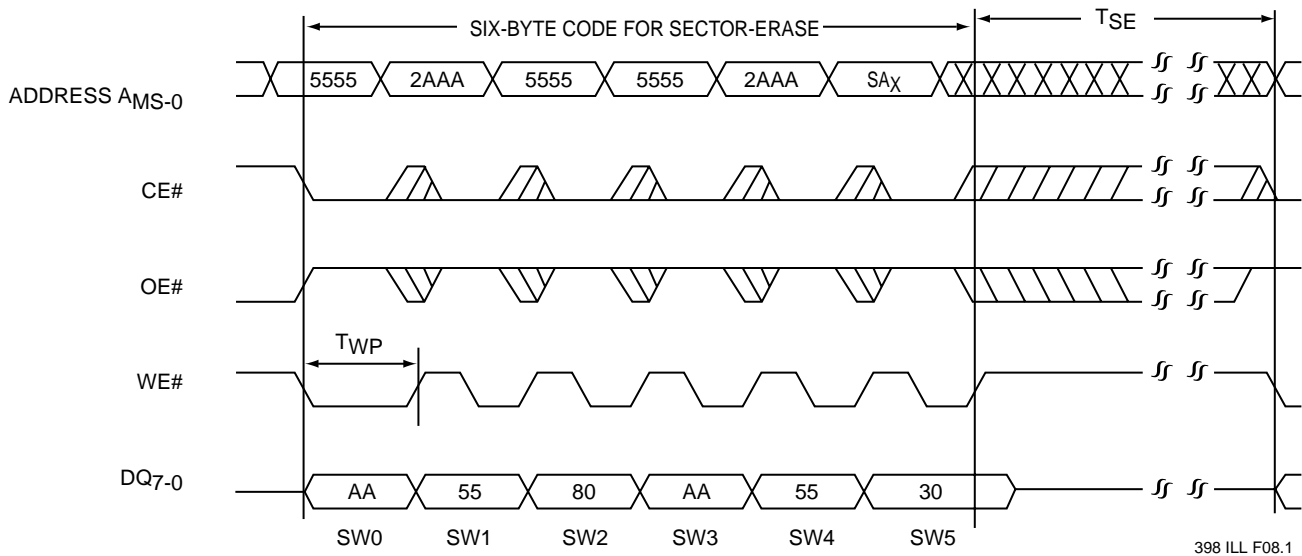 SIX-BYTE CODE FOR SECTOR-ERASE
TSE
ADDRESS AMS-0
5555 2AAA 5555 5555 2AAA SAX
CE#
OE#
TWP
WE#
DQ7-0
AA 55 80 AA 55 30
SW0 SW1 SW2 SW3 SW4 SW5
398 ILL F08.1